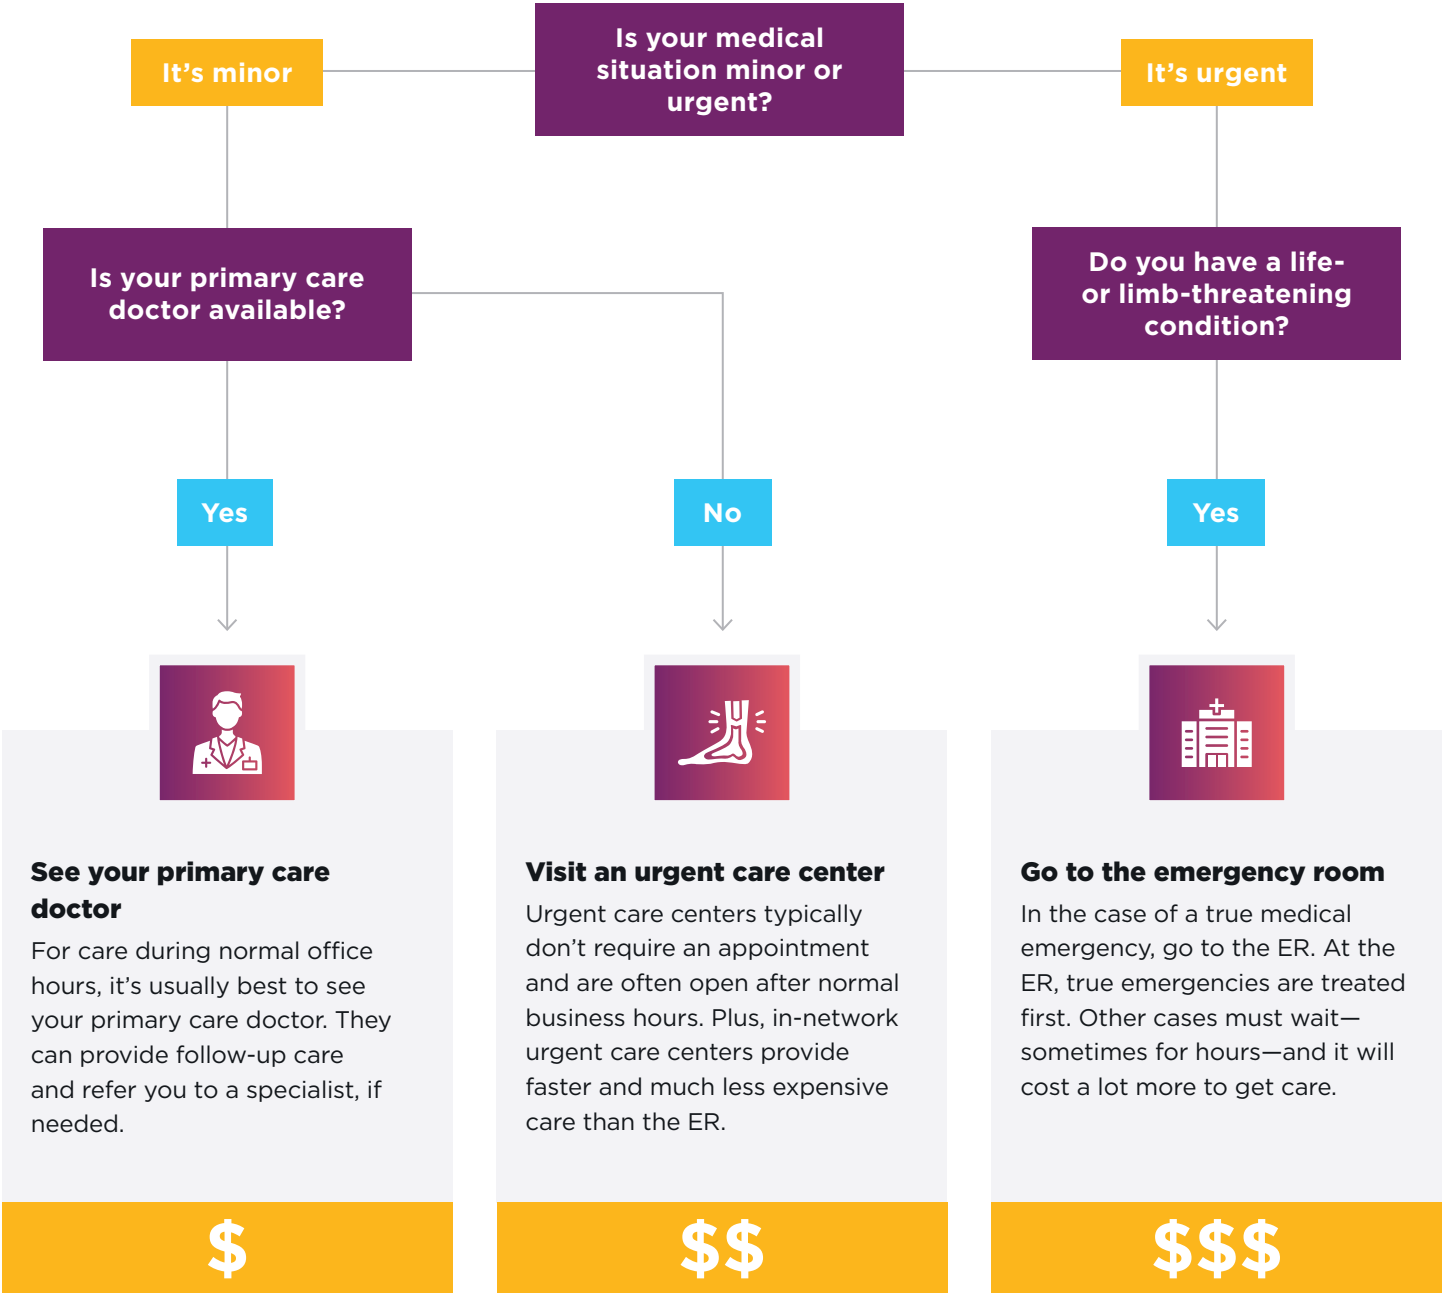 Is your medical
situation minor or
urgent?
It's minor
It's urgent
Is your primary care
doctor available?
Do you have a life-
or limb-threatening
condition?
Yes
No
Yes
See your primary care
doctor
For care during normal office
hours, it's usually best to see
your primary care doctor. They
can provide follow-up care
and refer you to a specialist, if
needed.
$
Visit an urgent care center
Urgent care centers typically
don't require an appointment
and are often open after normal
business hours. Plus, in-network
urgent care centers provide
faster and much less expensive
care than the ER.
$$
Go to the emergency room
In the case of a true medical
emergency, go to the ER. At the
ER, true emergencies are treated
first. Other cases must wait—
sometimes for hours—and it will
cost a lot more to get care.
$$$